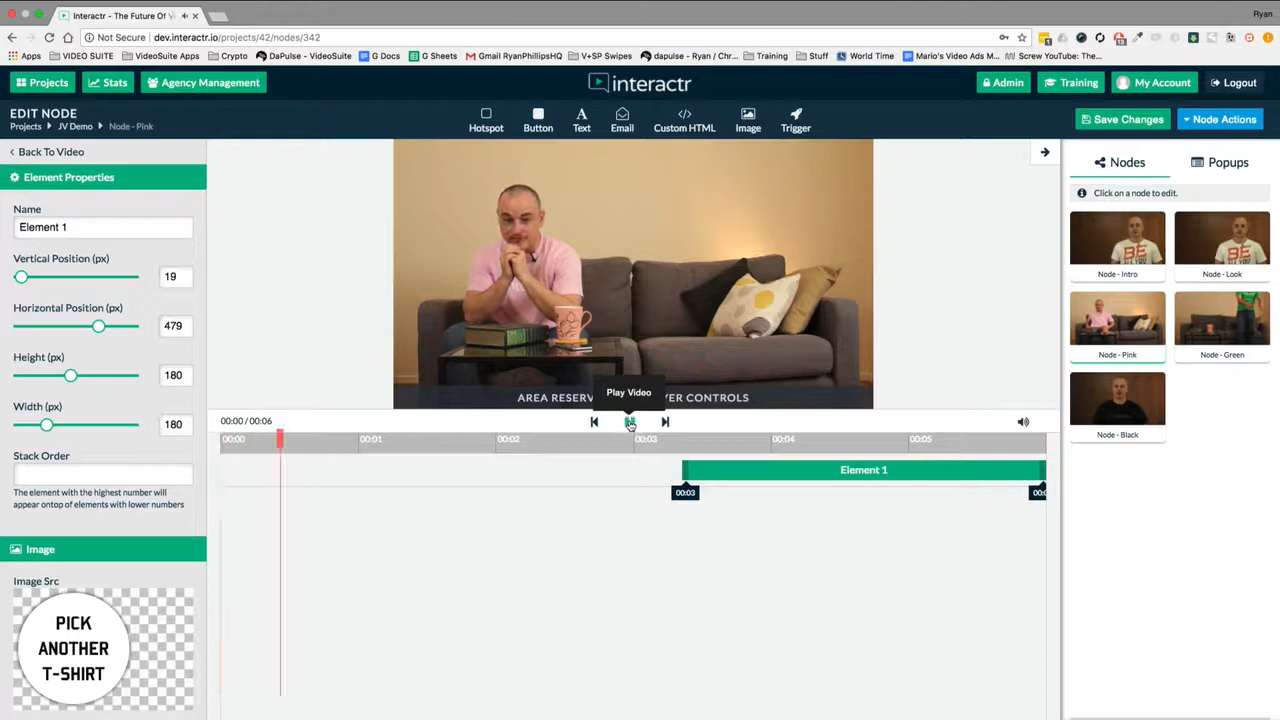 Interactr - The Future Of V
Ryan
Not Secure | dev.interactr.io/projects/42/nodes/342
Apps VIDEO SUITE VideoSuite Apps Crypto DaPulse - VideoSuite G Docs G Sheets Gmail RyanPhillipsHQ V+SP Swipes dapulse - Ryan / Chr... Training Stuff World Time Mario's Video Ads M... Screw YouTube: The...
Projects Stats Agency Management interactr Admin Training My Account Logout
EDIT NODE
Projects JV Demo Node - Pink
Hotspot Button Text Email Custom HTML Image Trigger
Save Changes Node Actions
Back To Video
Element Properties
Name
Element 1
Vertical Position (px)
19
Horizontal Position (px)
479
Height (px)
180
Width (px)
180
Stack Order
The element with the highest number will
appear ontop of elements with lower numbers
Image
Image Src
PICK
ANOTHER
T-SHIRT
Play Video
00:00 / 00:06
00:00 00:01 00:02 00:03 00:04 00:05
Element 1
00:03
Nodes Popups
Click on a node to edit.
Node - Intro Node - Look
Node - Pink Node - Green
Node - Black